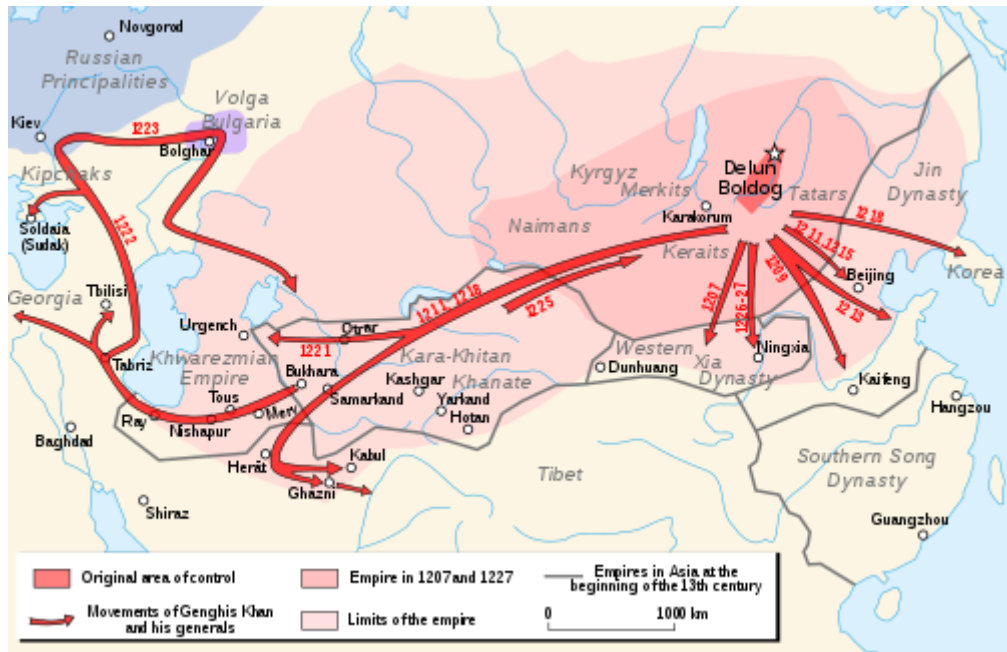 Novgorod
Russian
Principalities
Volga
Bulgaria
Kiev
1223
Bolghar
Kipchaks
Delun
Boldog
Jin
Dynasty
Kyrgyz
Merkits
Tatars
Soldaia
(Sudak)
1222
Naimans
Karakorum
1218
Keraits
1211, 1215
1209
Beijing
Korea
Georgia
Tbilisi
1211, 1218
1225
1207
1226-27
1213
Urgench
Otrar
1221
Tabriz
Khwarezmian
Empire
Bukhara
Kara-Khitan
Khanate
Western
Xia
Dynasty
Ningxia
Dunhuang
Kashgar
Samarkand
Yarkand
Hotan
Tous
Merv
Ray
Nishapur
Kaifeng
Hangzou
Baghdad
Herât
Kabul
Ghazni
Tibet
Southern Song
Dynasty
Shiraz
Guangzhou
Original area of control
Empire in 1207 and 1227
Empires in Asia at the
beginning of the 13th century
Movements of Genghis Khan
and his generals
Limits of the empire
0 1000 km